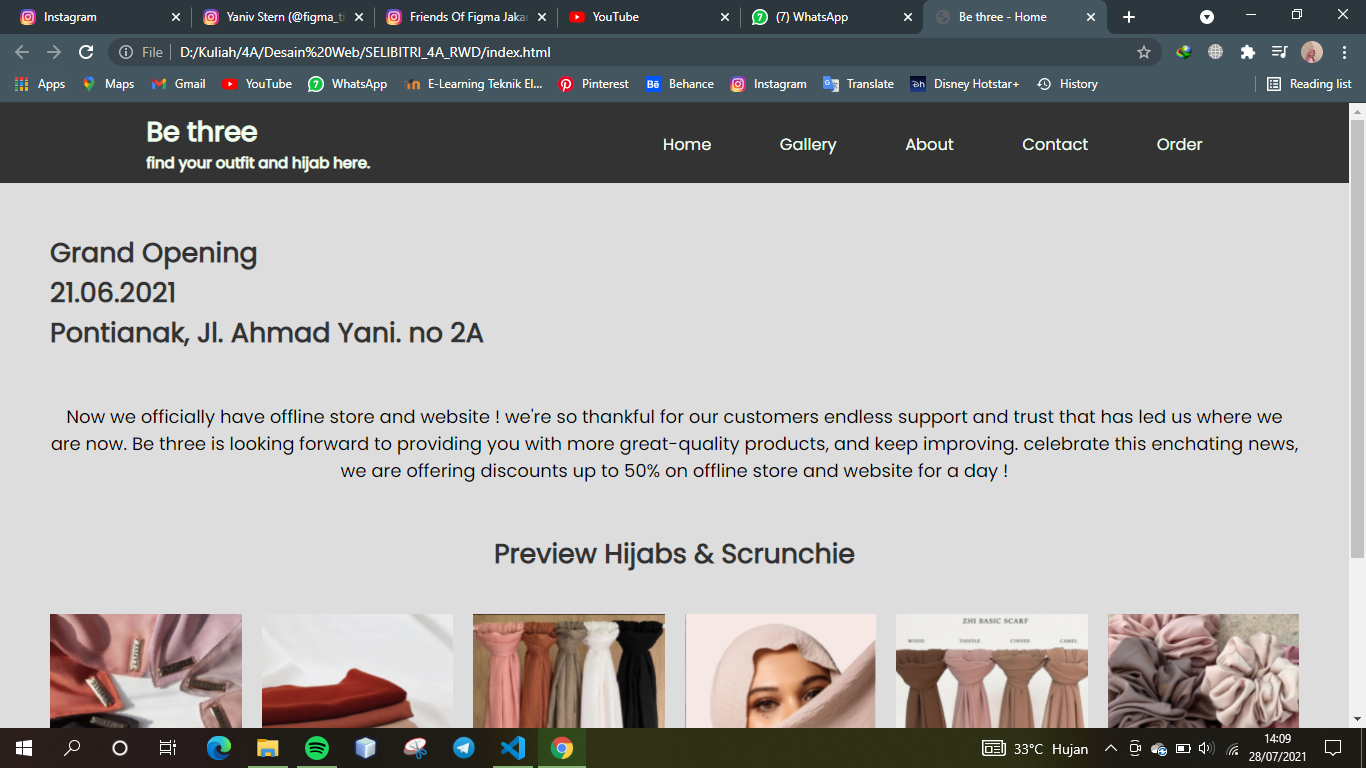 Instagram
Yaniv Stern (@figma_ti
Friends Of Figma Jakar
YouTube
(7) WhatsApp
Be three - Home
File
D:/Kuliah/4A/Desain%20Web/SELIBITRI_4A_RWD/index.html
Apps
Maps
Gmail
YouTube
WhatsApp
E-Learning Teknik El...
Pinterest
Behance
Instagram
Translate
Disney Hotstar+
History
Reading list
Be three
find your outfit and hijab here.
Home
Gallery
About
Contact
Order
Grand Opening
21.06.2021
Pontianak, Jl. Ahmad Yani. no 2A
Now we officially have offline store and website ! we're so thankful for our customers endless support and trust that has led us where we
are now. Be three is looking forward to providing you with more great-quality products, and keep improving. celebrate this enchating news,
we are offering discounts up to 50% on offline store and website for a day !
Preview Hijabs & Scrunchie
ZHI BASIC SCARF
WOOD
THISTLE
COFFEE
CAMEL
33°C Hujan
14:09
28/07/2021